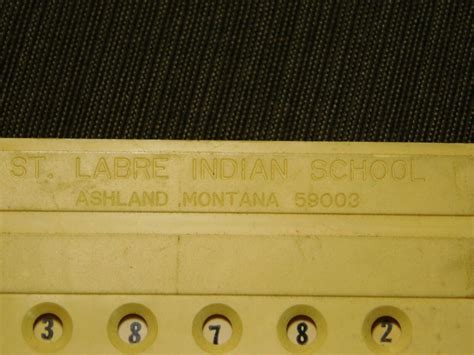 ST. LABRE INDIAN SCHOOL
ASHLAND, MONTANA 59003
3 8 7 8 2